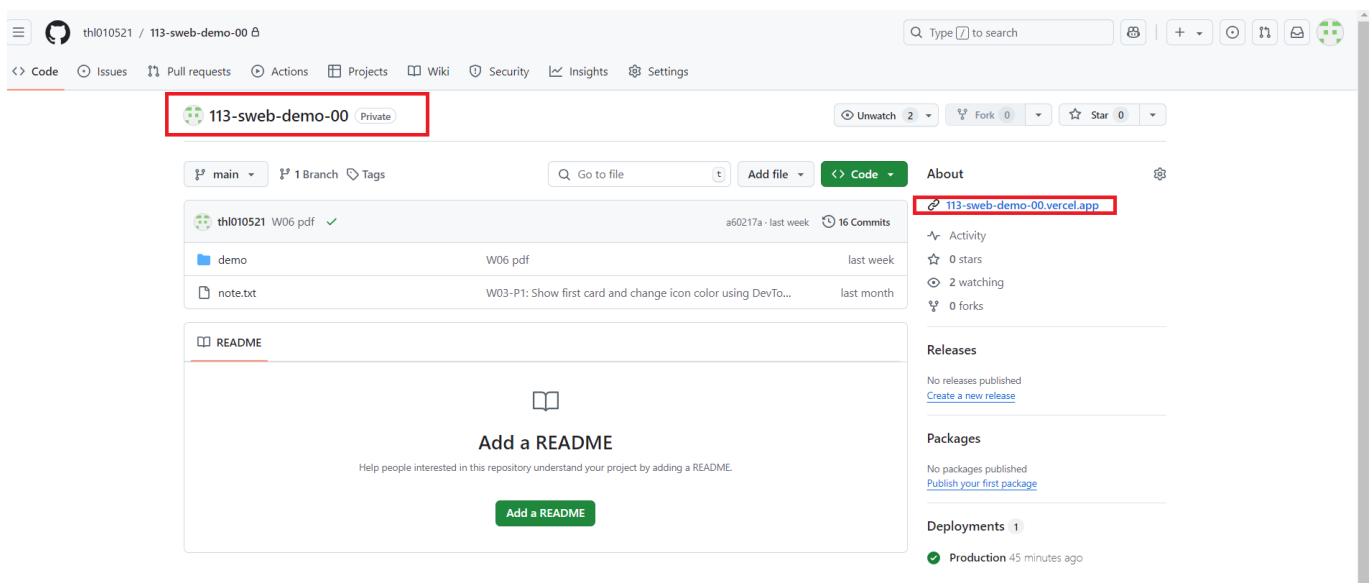 thl010521 / 113-sweb-demo-00
Type / to search
Code Issues Pull requests Actions Projects Wiki Security Insights Settings
113-sweb-demo-00 Private
Unwatch 2 Fork 0 Star 0
main 1 Branch Tags Go to file t Add file Code
About
113-sweb-demo-00.vercel.app
thl010521 W06 pdf a60217a · last week 16 Commits
Activity
demo W06 pdf last week
0 stars
2 watching
note.txt W03-P1: Show first card and change icon color using DevTo... last month
0 forks
README
Releases
No releases published
Create a new release
Add a README
Help people interested in this repository understand your project by adding a README.
Add a README
Packages
No packages published
Publish your first package
Deployments 1
Production 45 minutes ago